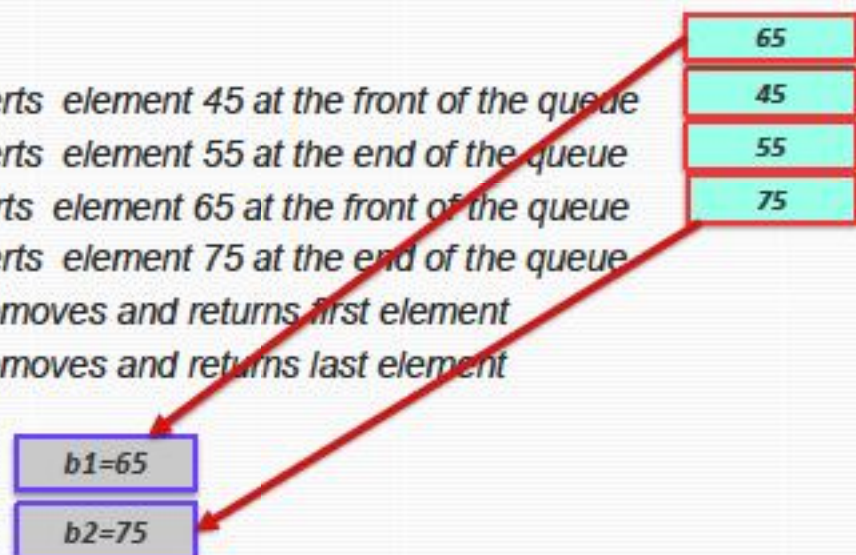 65
erts element 45 at the front of the queue
45
erts element 55 at the end of the queue
55
rts element 65 at the front of the queue
75
erts element 75 at the end of the queue
emoves and returns first element
emoves and returns last element
b1=65
b2=75